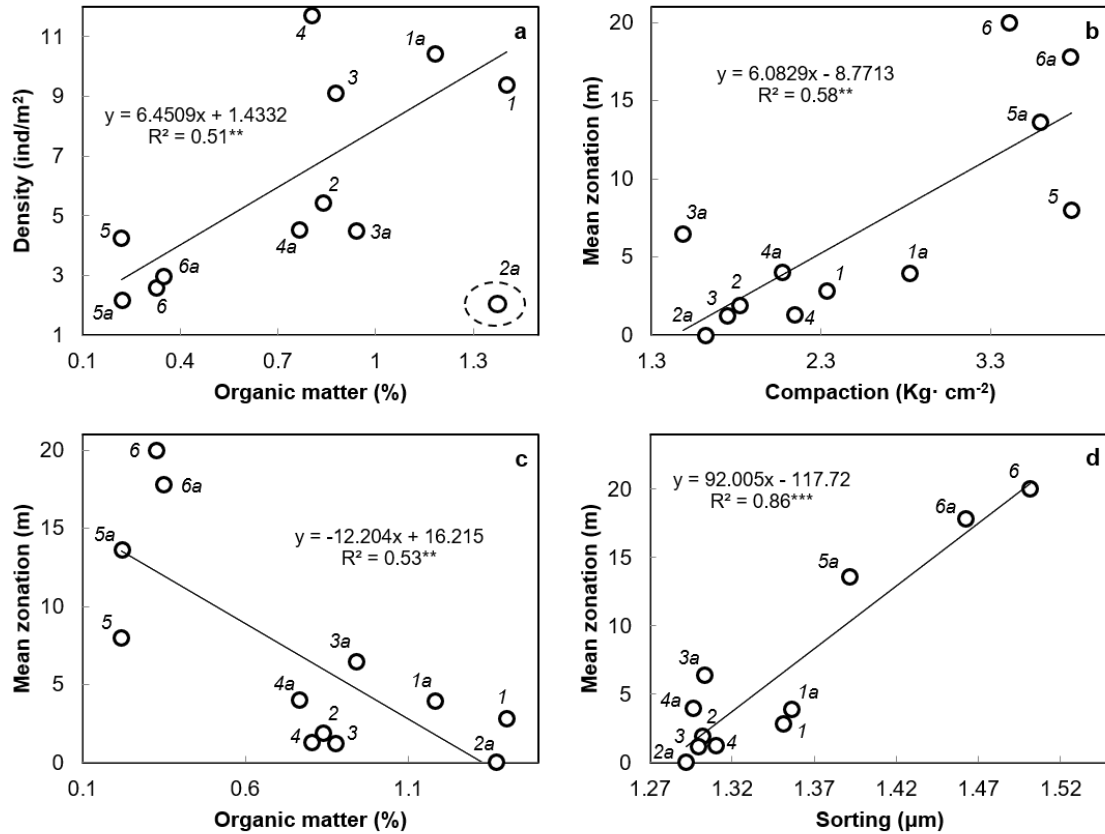 a
Density (ind/m²)
11
9
7
5
3
1
4
1a
3
1
y = 6.4509x + 1.4332
R² = 0.51**
2
4a
3a
5
6a
2a
5a
6
0.1
0.4
0.7
1
1.3
Organic matter (%)
b
Mean zonation (m)
20
15
10
5
0
6
6a
y = 6.0829x - 8.7713
R² = 0.58**
5a
5
3a
4a
1a
2a
3
2
1
4
1.3
2.3
3.3
Compaction (Kg· cm⁻²)
c
Mean zonation (m)
20
15
10
5
0
6
6a
5a
y = -12.204x + 16.215
R² = 0.53**
5
3a
4a
1a
1
2
4
3
2a
0.1
0.6
1.1
Organic matter (%)
d
Mean zonation (m)
20
15
10
5
0
y = 92.005x - 117.72
R² = 0.86***
6
6a
5a
3a
4a
2
1a
1
2a
3
4
1.27
1.32
1.37
1.42
1.47
1.52
Sorting (μm)